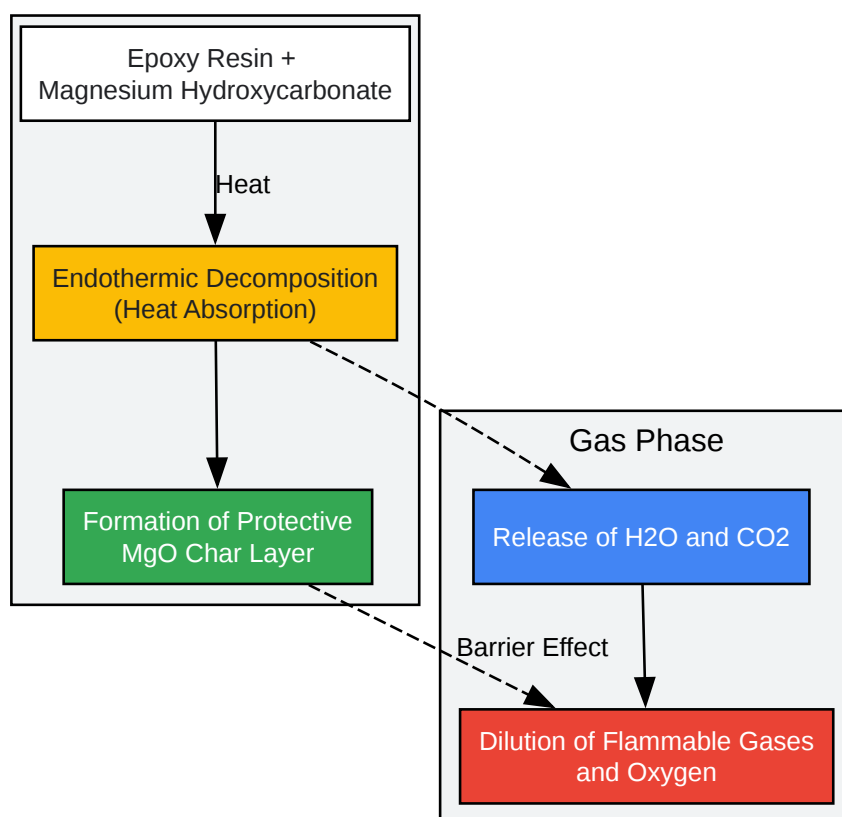 Epoxy Resin +
Magnesium Hydroxycarbonate
Heat
Endothermic Decomposition
(Heat Absorption)
Gas Phase
Formation of Protective
MgO Char Layer
Release of H2O and CO2
Barrier Effect
Dilution of Flammable Gases
and Oxygen